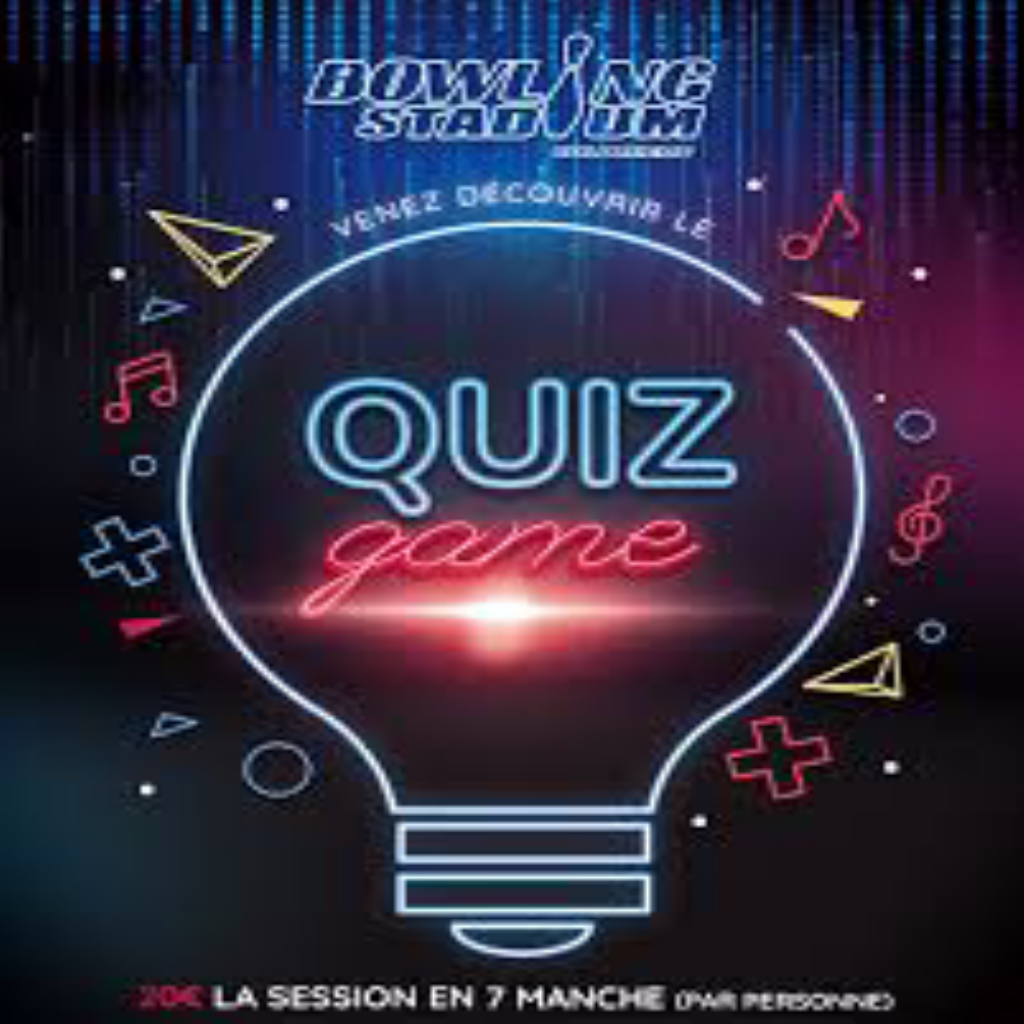 BOWLING
STADIUM
VENEZ DÉCOUVRIR LE
QUIZ
game
20€ LA SESSION EN 7 MANCHE (PAR PERSONNE)